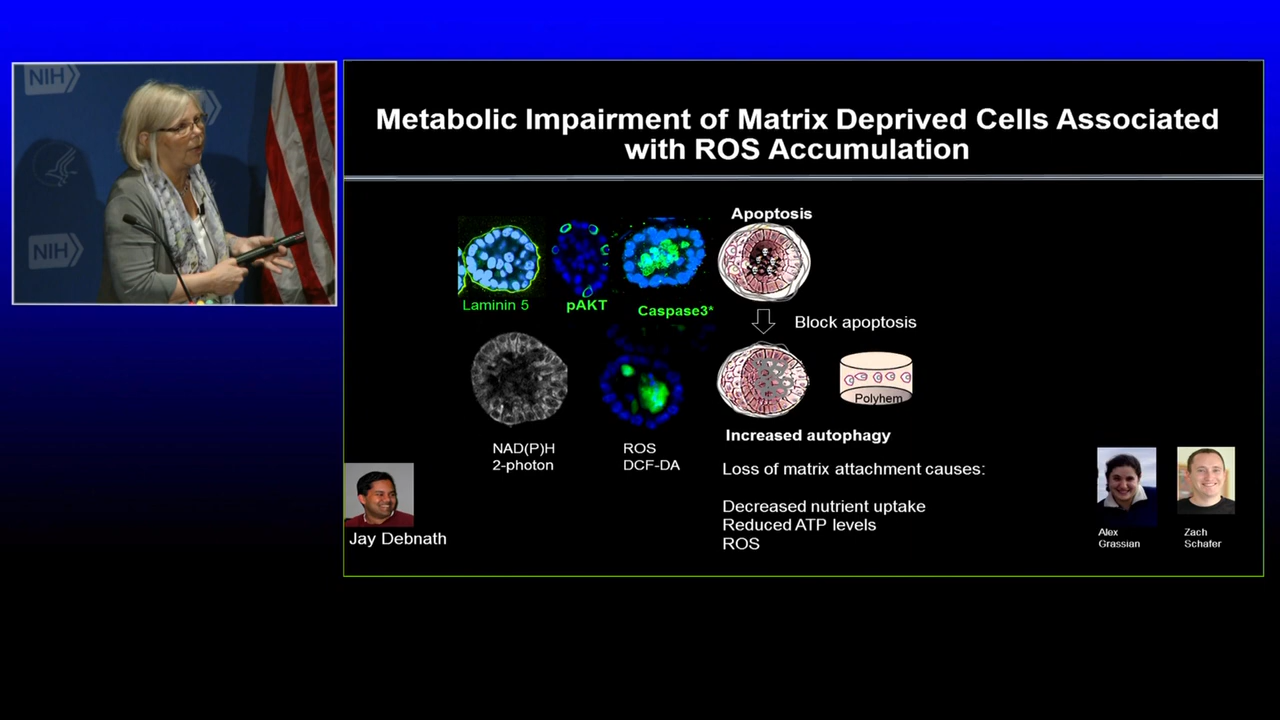 NIH
NIH
Metabolic Impairment of Matrix Deprived Cells Associated
with ROS Accumulation
Apoptosis
Laminin 5
pAKT
Caspase3*
Block apoptosis
Polyhem
Increased autophagy
NAD(P)H
2-photon
ROS
DCF-DA
Loss of matrix attachment causes:
Decreased nutrient uptake
Reduced ATP levels
ROS
Jay Debnath
Alex
Grassian
Zach
Schafer